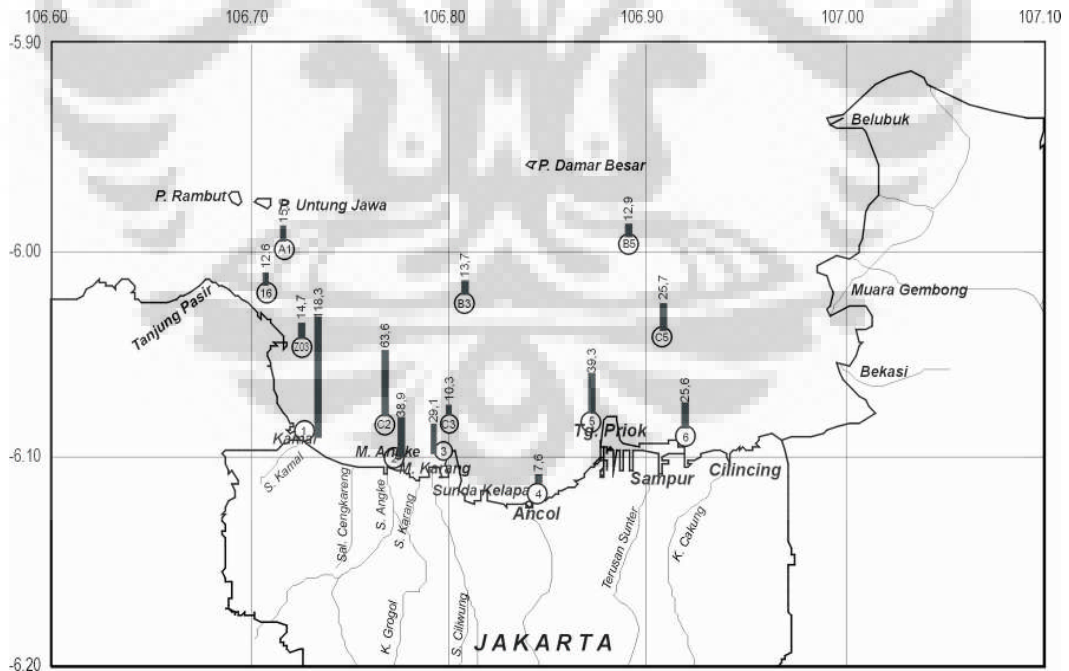 106.60 106.70 106.80 106.90 107.00 107.10
-5.90
Belubuk
P. Damar Besar
P. Rambut
P. Untung Jawa
12,9
A1
B5
-6.00
12,6
16
13,7
B3
25,7
C5
Muara Gembong
Tanjung Pasir
14,7
Z03
118,3
63,6
C2
38,9
29,1
10,3
C3
39,3
5
25,6
6
Bekasi
1
Kamal
Tg. Priok
-6.10
M. Angke
2
3
M. Karang
Sunda Kelapa
7,6
4
Ancol
Sampur
Cilincing
S. Kamal
Sal. Cengkareng
S. Angke
S. Karang
K. Grogol
S. Ciliwung
Terusan Sunter
K. Cakung
JAKARTA
-6.20